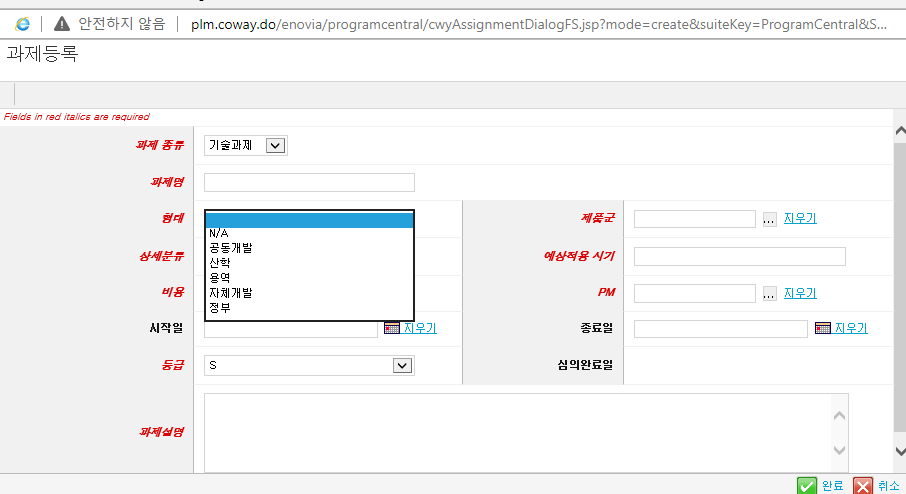 안전하지 않음 plm.coway.do/enovia/programcentral/cwyAssignmentDialogFS.jsp?mode=create&suiteKey=ProgramCentral&S...
과제등록
Fields in red italics are required
과제 종류 기술과제
과제명
형태 제품군 ... 지우기
N/A
공동개발
상세분류 예상적용 시기
산학
용역
비용 PM ... 지우기
자체개발
정부
시작일 지우기 종료일 지우기
등급 S 심의완료일
과제설명
완료 취소